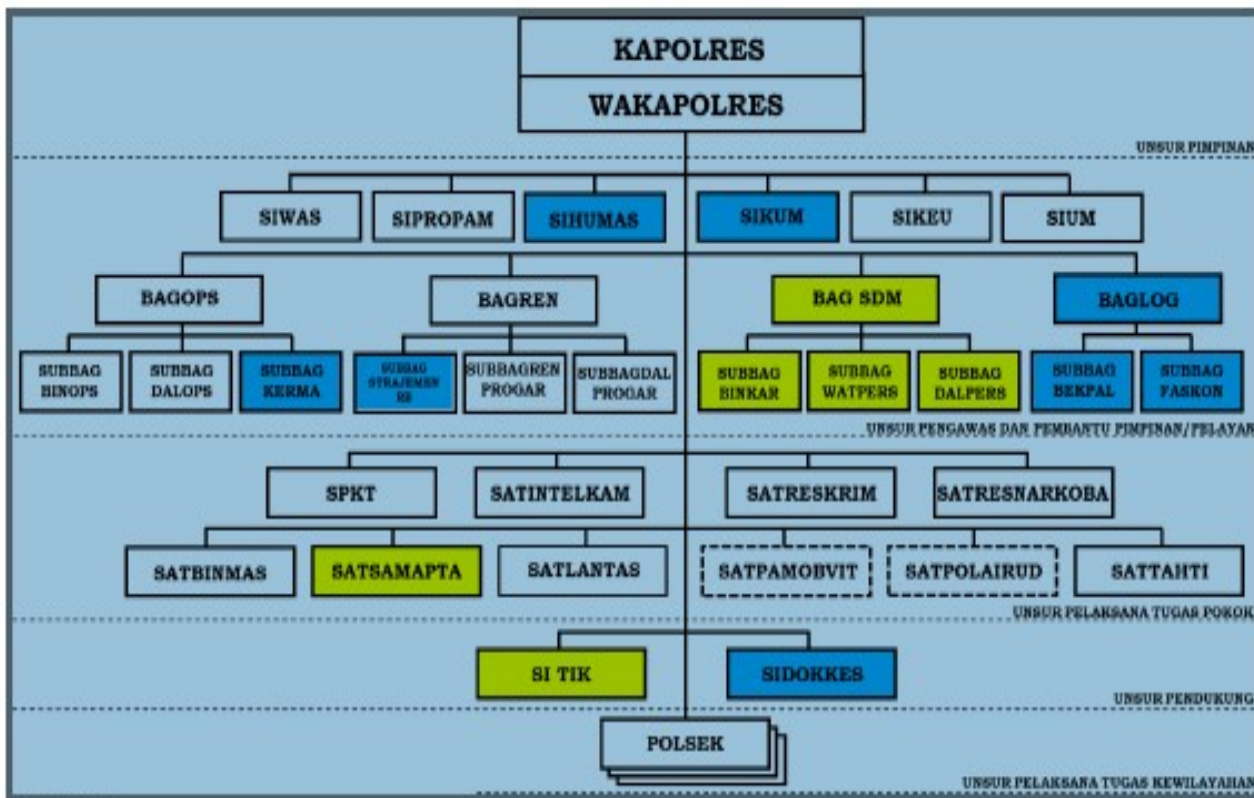 KAPOLRES
WAKAPOLRES
UNSUR PIMPINAN
SIWAS
SIPROPAM
SIHUMAS
SIKUM
SIKEU
SIUM
BAGOPS
BAGREN
BAG SDM
BAGLOG
SUBBAG
BINOPS
SUBBAG
DALOPS
SUBBAG
KERMA
SUBBAG
STRAJEMEN
RB
SUBBAGREN
PROGAR
SUBBAGDAL
PROGAR
SUBBAG
BINKAR
SUBBAG
WATPERS
SUBBAG
DALPERS
SUBBAG
BEKPAL
SUBBAG
FASKON
UNSUR PENGAWAS DAN PEMBANTU PIMPINAN/PELAYAN
SPKT
SATINTELKAM
SATRESKRIM
SATRESNARKOBA
SATBINMAS
SATSAMAPTA
SATLANTAS
SATPAMOBVIT
SATPOLAIRUD
SATTAHTI
UNSUR PELAKSANA TUGAS POKOK
SI TIK
SIDOKKES
UNSUR PENDUKUNG
POLSEK
UNSUR PELAKSANA TUGAS KEWILAYAHAN